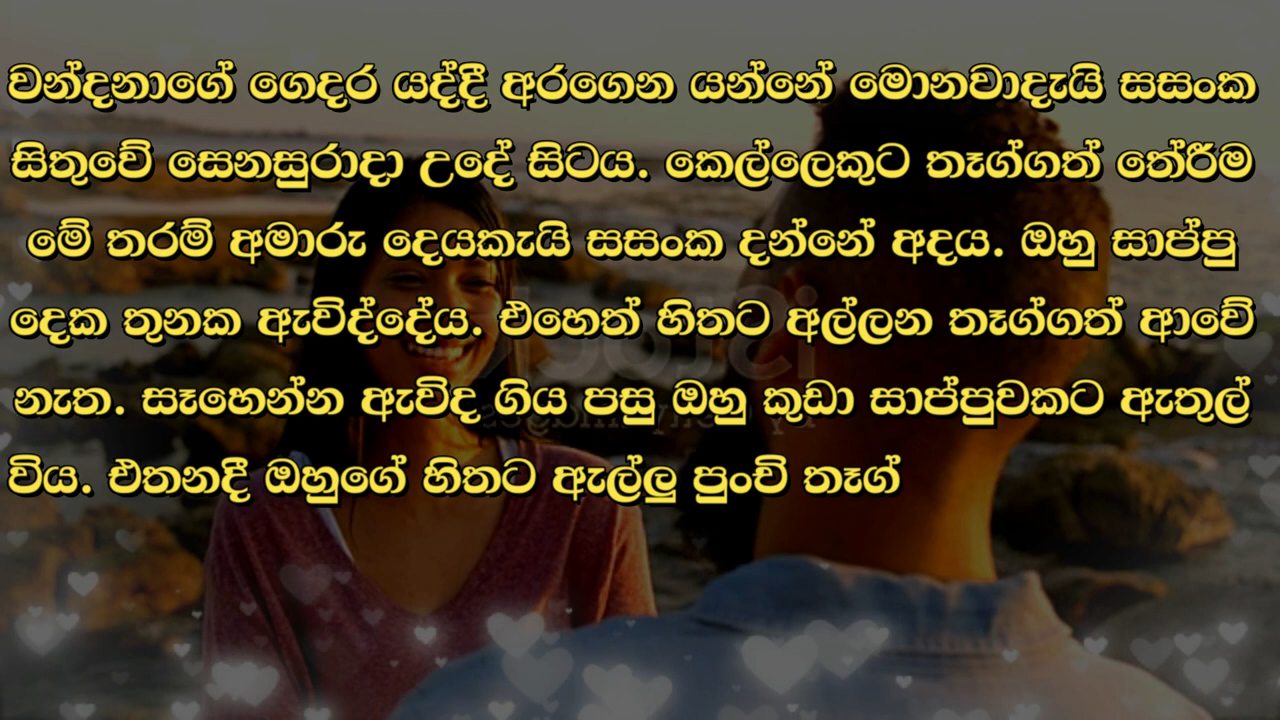 වන්දනාගේ ගෙදර යද්දී අරගෙන යන්නේ මොනවාදැයි සසංක
සිතුවේ සෙනසුරාදා උදේ සිටය. කෙල්ලෙකුට තෑග්ගත් තේරීම
මේ තරම් අමාරු දෙයකැයි සසංක දන්නේ අදය. ඔහු සාප්පු
දෙක තුනක ඇවිද්දේය. එහෙත් හිතට අල්ලන තෑග්ගත් ආවේ
නැත. සෑහෙන්න ඇවිද ගිය පසු ඔහු කුඩා සාප්පුවකට ඇතුල්
විය. එතනදී ඔහුගේ හිතට ඇල්ලු පුංචි තෑග්